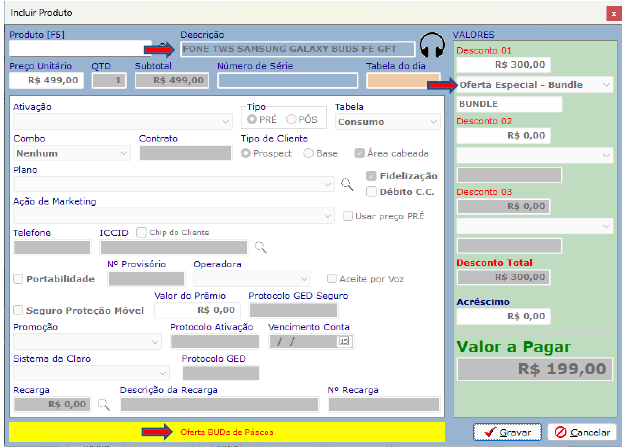 Incluir Produto
x
Produto [F5]
Descrição
FONE TWS SAMSUNG GALAXY BUDS FE GFT
Preço Unitário
QTD
Subtotal
Número de Série
Tabela do dia
R$ 499,00
1
R$ 499,00
Ativação
Tipo
Tabela
PRÉ
PÓS
Consumo
Combo
Contrato
Tipo de Cliente
Nenhum
Prospect
Base
Área cabeada
Plano
Fidelização
Débito C.C.
Ação de Marketing
Usar preço PRÉ
Telefone
ICCID
Chip do Cliente
Nº Provisório
Operadora
Portabilidade
Aceite por Voz
Valor do Prêmio
Protocolo GED Seguro
Seguro Proteção Móvel
R$ 0,00
Promoção
Protocolo Ativação
Vencimento Conta
/ /
15
Sistema da Claro
Protocolo GED
Recarga
Descrição da Recarga
Nº Recarga
R$ 0,00
Oferta BUDs de Páscoa
VALORES
Desconto 01
R$ 300,00
Oferta Especial - Bundle
BUNDLE
Desconto 02
R$ 0,00
Desconto 03
R$ 0,00
Desconto Total
R$ 300,00
Acréscimo
R$ 0,00
Valor a Pagar
R$ 199,00
Gravar
Cancelar